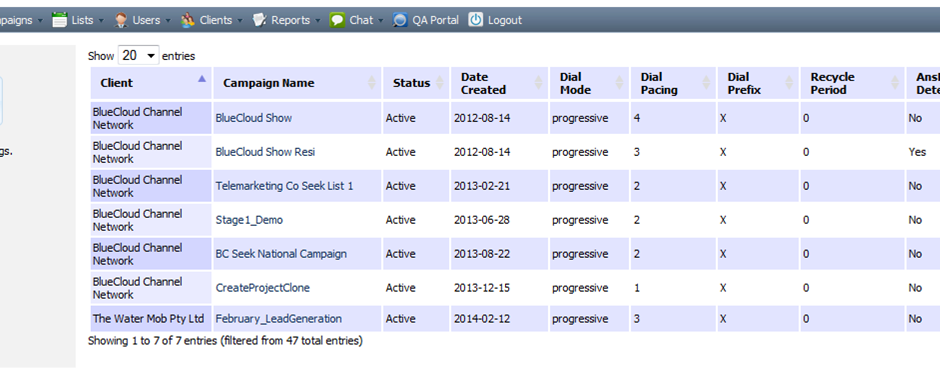 paigns Lists Users Clients Reports Chat QA Portal Logout
Show 20 entries
Client Campaign Name Status Date Created Dial Mode Dial Pacing Dial Prefix Recycle Period Ans Dete
BlueCloud Channel Network BlueCloud Show Active 2012-08-14 progressive 4 X 0 No
gs.
BlueCloud Channel Network BlueCloud Show Resi Active 2012-08-14 progressive 3 X 0 Yes
BlueCloud Channel Network Telemarketing Co Seek List 1 Active 2013-02-21 progressive 2 X 0 No
BlueCloud Channel Network Stage1_Demo Active 2013-06-28 progressive 2 X 0 No
BlueCloud Channel Network BC Seek National Campaign Active 2013-08-22 progressive 2 X 0 No
BlueCloud Channel Network CreateProjectClone Active 2013-12-15 progressive 1 X 0 No
The Water Mob Pty Ltd February_LeadGeneration Active 2014-02-12 progressive 3 X 0 No
Showing 1 to 7 of 7 entries (filtered from 47 total entries)